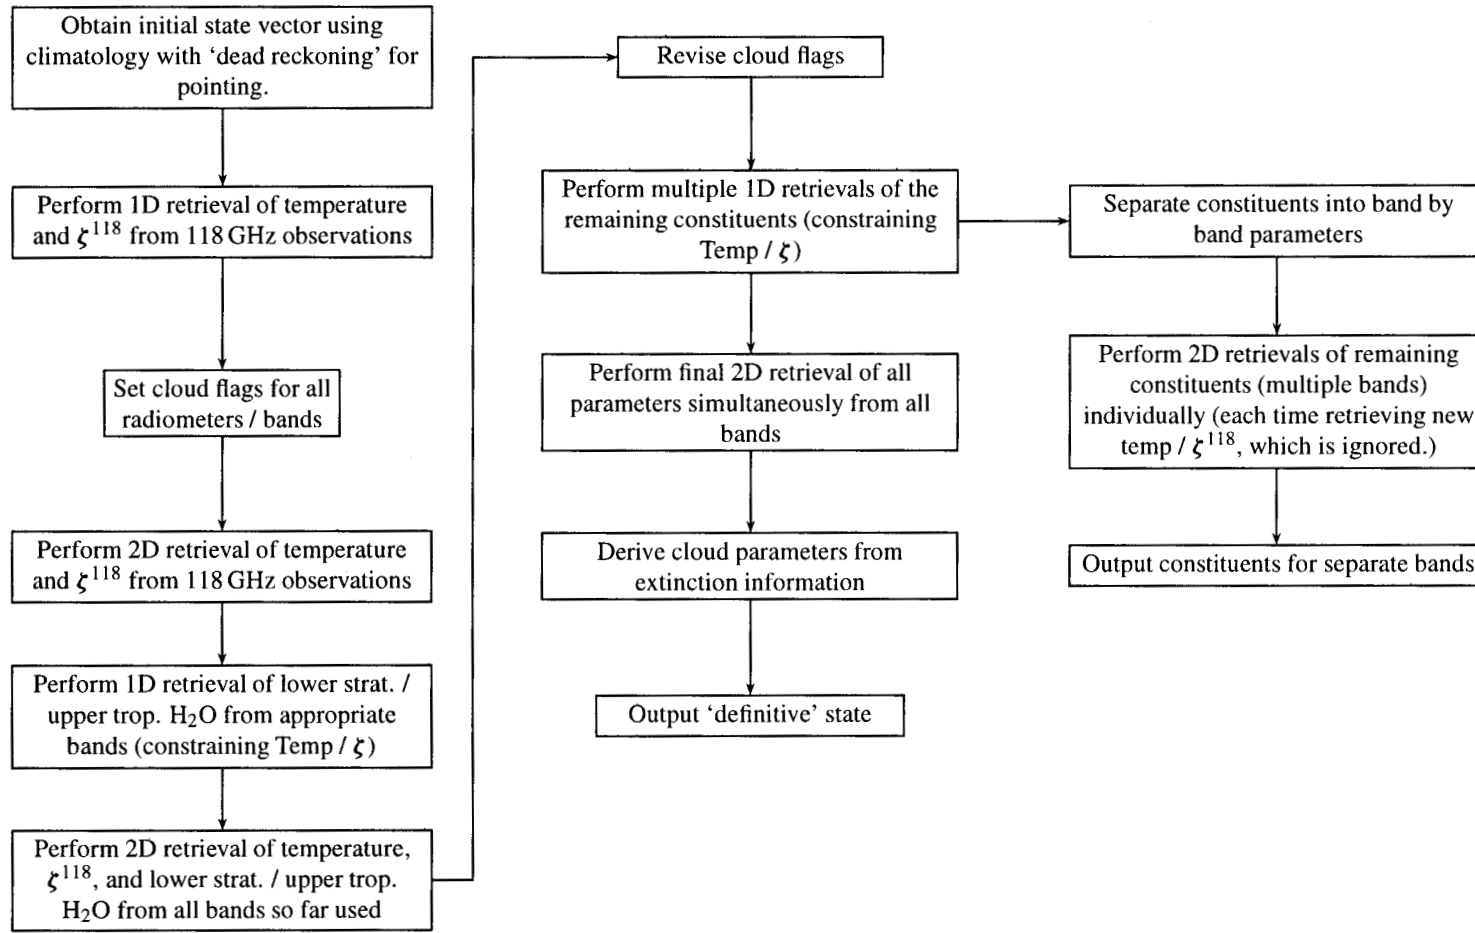 Obtain initial state vector using
climatology with ‘dead reckoning’ for
pointing.
Perform 1D retrieval of temperature
and ζ¹¹⁸ from 118 GHz observations
Set cloud flags for all
radiometers / bands
Perform 2D retrieval of temperature
and ζ¹¹⁸ from 118 GHz observations
Perform 1D retrieval of lower strat. /
upper trop. H₂O from appropriate
bands (constraining Temp / ζ)
Perform 2D retrieval of temperature,
ζ¹¹⁸, and lower strat. / upper trop.
H₂O from all bands so far used
Revise cloud flags
Perform multiple 1D retrievals of the
remaining constituents (constraining
Temp / ζ)
Perform final 2D retrieval of all
parameters simultaneously from all
bands
Derive cloud parameters from
extinction information
Output ‘definitive’ state
Separate constituents into band by
band parameters
Perform 2D retrievals of remaining
constituents (multiple bands)
individually (each time retrieving new
temp / ζ¹¹⁸, which is ignored.)
Output constituents for separate bands